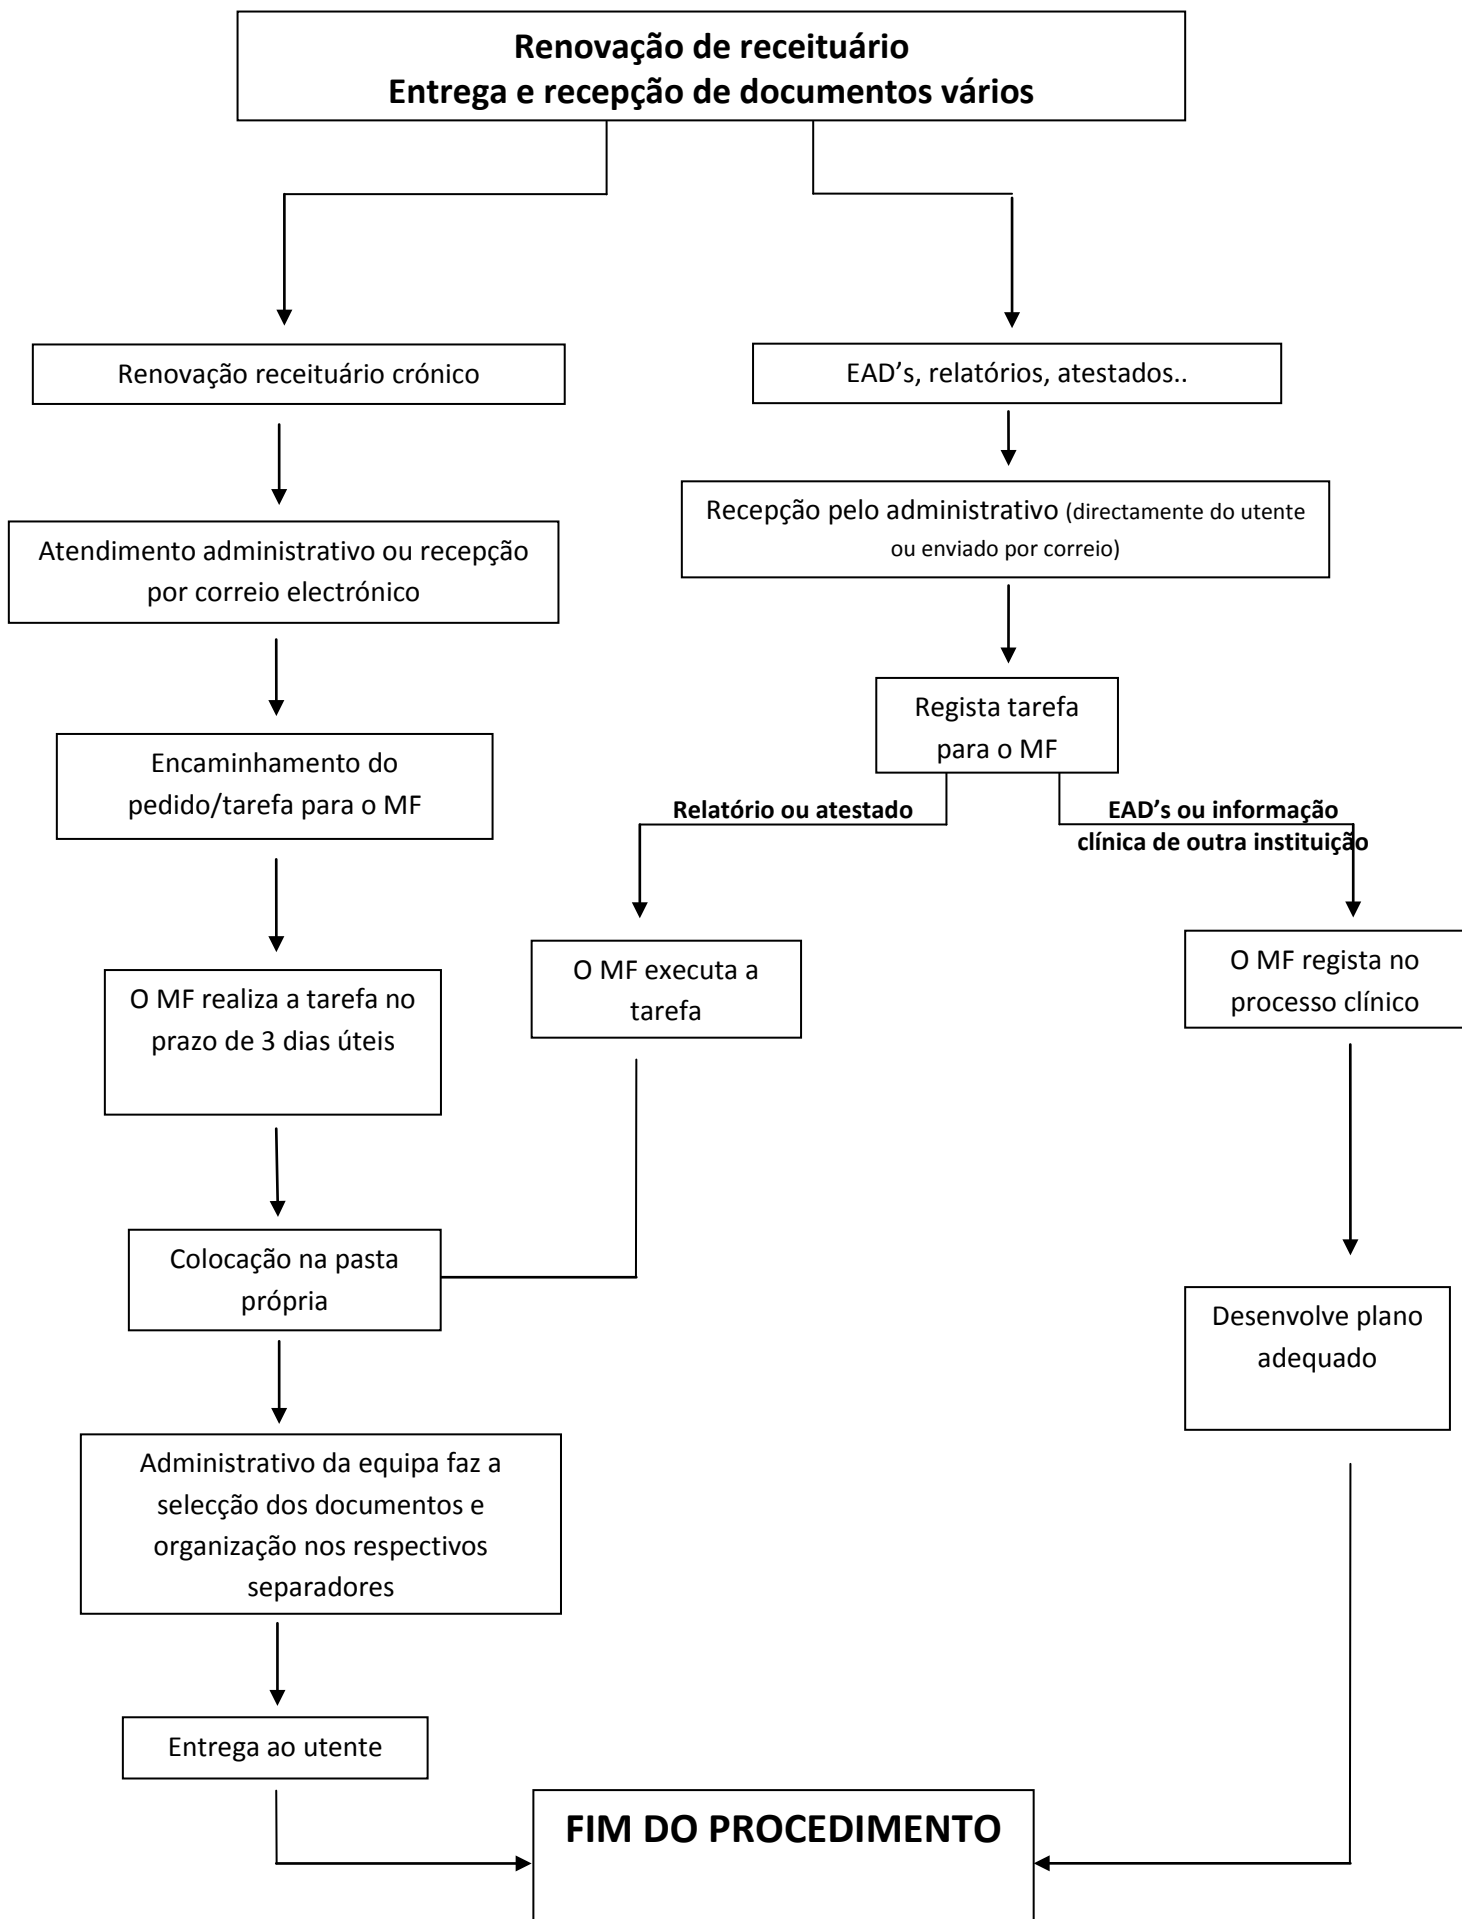 Renovação de receituário
Entrega e recepção de documentos vários
Renovação receituário crónico
EAD’s, relatórios, atestados..
Atendimento administrativo ou recepção
por correio electrónico
Recepção pelo administrativo (directamente do utente
ou enviado por correio)
Encaminhamento do
pedido/tarefa para o MF
Regista tarefa
para o MF
Relatório ou atestado
EAD’s ou informação
clínica de outra instituição
O MF realiza a tarefa no
prazo de 3 dias úteis
O MF executa a
tarefa
O MF regista no
processo clínico
Colocação na pasta
própria
Desenvolve plano
adequado
Administrativo da equipa faz a
selecção dos documentos e
organização nos respectivos
separadores
Entrega ao utente
FIM DO PROCEDIMENTO